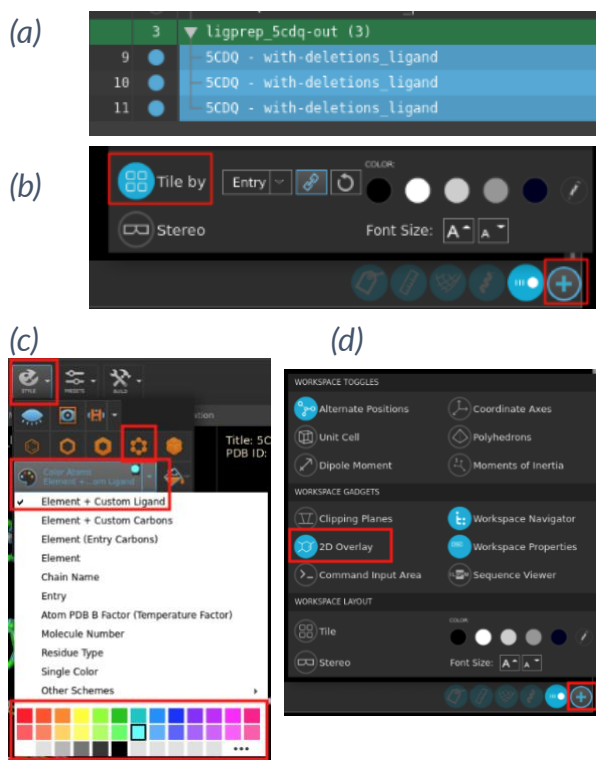 (a)
3 ligprep_5cdq-out (3)
9 5CDQ - with-deletions_ligand
10 5CDQ - with-deletions_ligand
11 5CDQ - with-deletions_ligand
(b)
COLOR:
Tile by Entry
Stereo Font Size: A A
(c)
STYLE PRESETS BUILD
Title: 5C
PDB ID:
Color Atoms
Element +...am Ligand
Element + Custom Ligand
Element + Custom Carbons
Element (Entry Carbons)
Element
Chain Name
Entry
Atom PDB B Factor (Temperature Factor)
Molecule Number
Residue Type
Single Color
Other Schemes
...
(d)
WORKSPACE TOGGLES
Alternate Positions Coordinate Axes
Unit Cell Polyhedrons
Dipole Moment Moments of Inertia
WORKSPACE GADGETS
Clipping Planes Workspace Navigator
2D Overlay Workspace Properties
Command Input Area Sequence Viewer
WORKSPACE LAYOUT
COLOR:
Tile
Stereo Font Size: A A